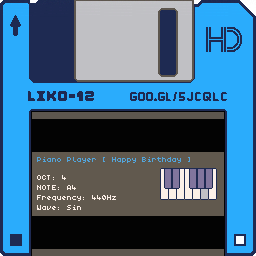 HD
LIKO-12 GOO.GL/5JCQLC
Piano Player [ Happy Birthday ]
OCT: 4
NOTE: A4
Frequency: 440Hz
Wave: Sin